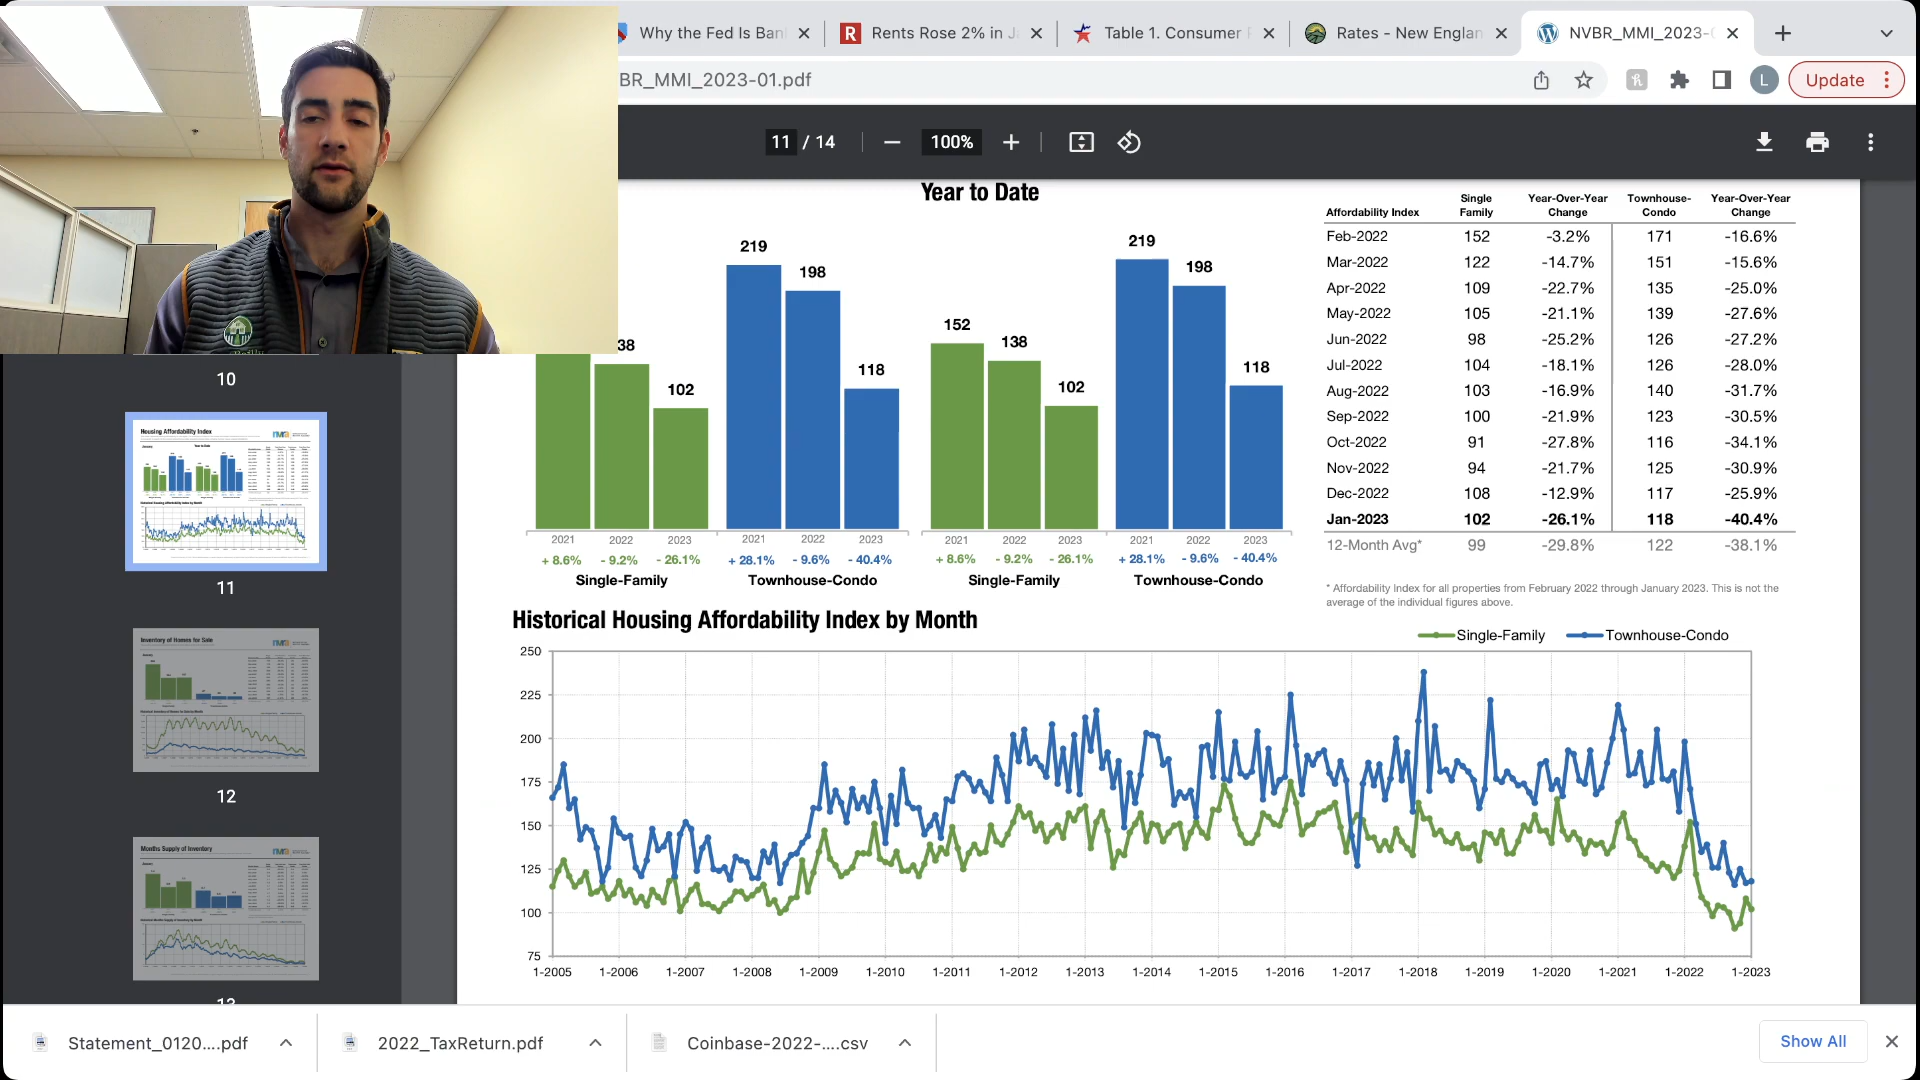 Why the Fed Is Ban
Rents Rose 2% in J
Table 1. Consumer
Rates - New Englan
NVBR_MMI_2023-
BR_MMI_2023-01.pdf
L
Update
11 / 14
100%
Year to Date
219
198
118
38
102
152
138
102
219
198
118
2021 2022 2023 2021 2022 2023 2021 2022 2023 2021 2022 2023
+ 8.6% - 9.2% - 26.1% + 28.1% - 9.6% - 40.4% + 8.6% - 9.2% - 26.1% + 28.1% - 9.6% - 40.4%
Single-Family Townhouse-Condo Single-Family Townhouse-Condo
Affordability Index Single Family Year-Over-Year Change Townhouse-Condo Year-Over-Year Change
Feb-2022 152 -3.2% 171 -16.6%
Mar-2022 122 -14.7% 151 -15.6%
Apr-2022 109 -22.7% 135 -25.0%
May-2022 105 -21.1% 139 -27.6%
Jun-2022 98 -25.2% 126 -27.2%
Jul-2022 104 -18.1% 126 -28.0%
Aug-2022 103 -16.9% 140 -31.7%
Sep-2022 100 -21.9% 123 -30.5%
Oct-2022 91 -27.8% 116 -34.1%
Nov-2022 94 -21.7% 125 -30.9%
Dec-2022 108 -12.9% 117 -25.9%
Jan-2023 102 -26.1% 118 -40.4%
12-Month Avg* 99 -29.8% 122 -38.1%
* Affordability Index for all properties from February 2022 through January 2023. This is not the
average of the individual figures above.
Historical Housing Affordability Index by Month
Single-Family Townhouse-Condo
250
225
200
175
150
125
100
75
1-2005 1-2006 1-2007 1-2008 1-2009 1-2010 1-2011 1-2012 1-2013 1-2014 1-2015 1-2016 1-2017 1-2018 1-2019 1-2020 1-2021 1-2022 1-2023
10
Housing Affordability Index
11
Inventory of Homes for Sale
12
Months Supply of Inventory
13
Statement_0120....pdf
2022_TaxReturn.pdf
Coinbase-2022-....csv
Show All